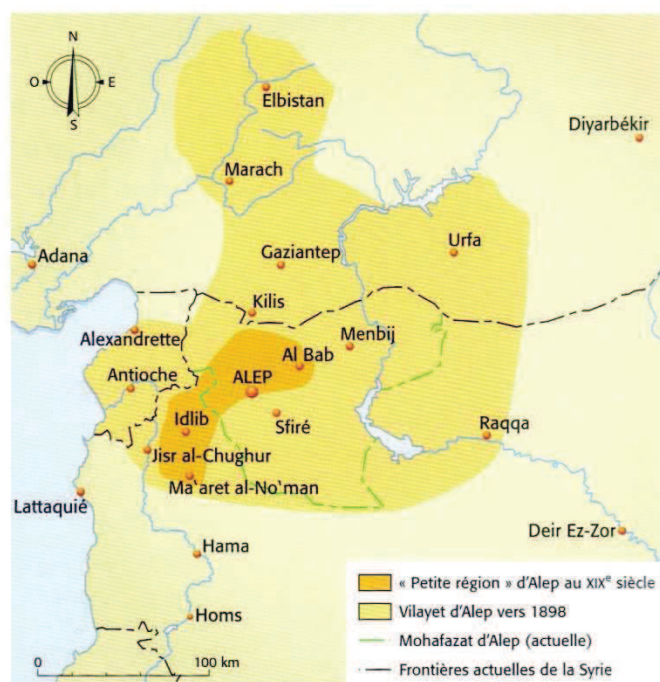 N
O
E
S
Elbistan
Diyarbékir
Marach
Urfa
Adana
Gaziantep
Kilis
Alexandrette
Menbij
Al Bab
Antioche
ALEP
Idlib
Sfiré
Raqqa
Jisr al-Chughur
Ma'aret al-No'man
Lattaquié
Deir Ez-Zor
Hama
Homs
« Petite région » d'Alep au XIXe siècle
Vilayet d'Alep vers 1898
Mohafazat d'Alep (actuelle)
Frontières actuelles de la Syrie
0 100 km